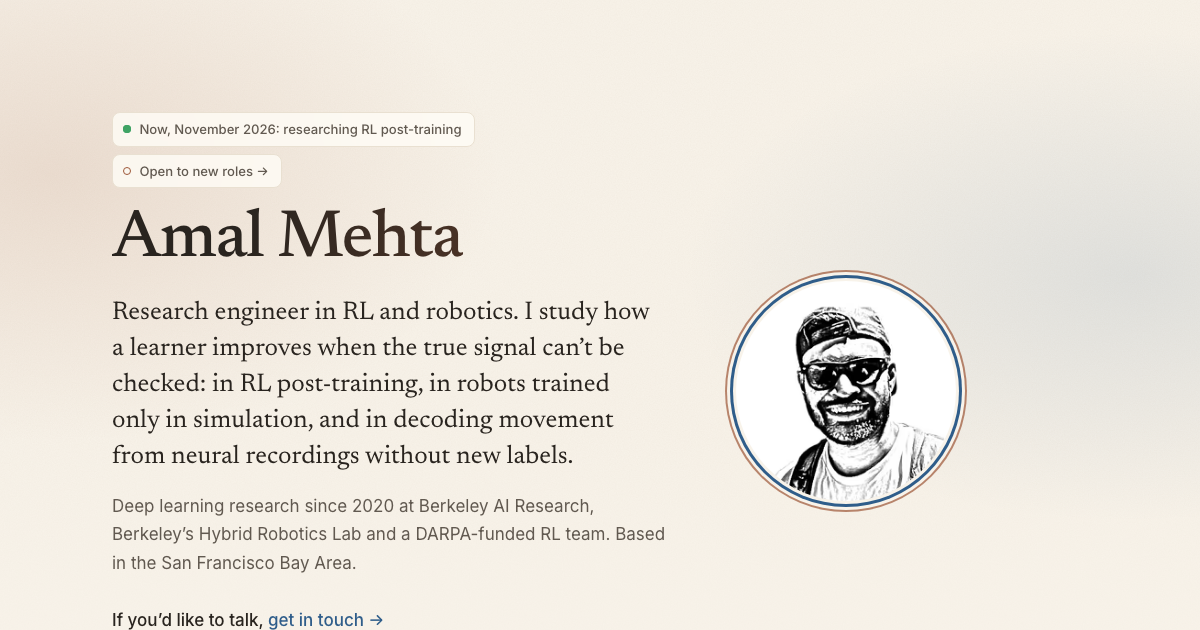 Now, November 2026: researching RL post-training
Open to new roles →
Amal Mehta
Research engineer in RL and robotics. I study how
a learner improves when the true signal can’t be
checked: in RL post-training, in robots trained
only in simulation, and in decoding movement
from neural recordings without new labels.
Deep learning research since 2020 at Berkeley AI Research,
Berkeley’s Hybrid Robotics Lab and a DARPA-funded RL team. Based
in the San Francisco Bay Area.
If you’d like to talk, get in touch →